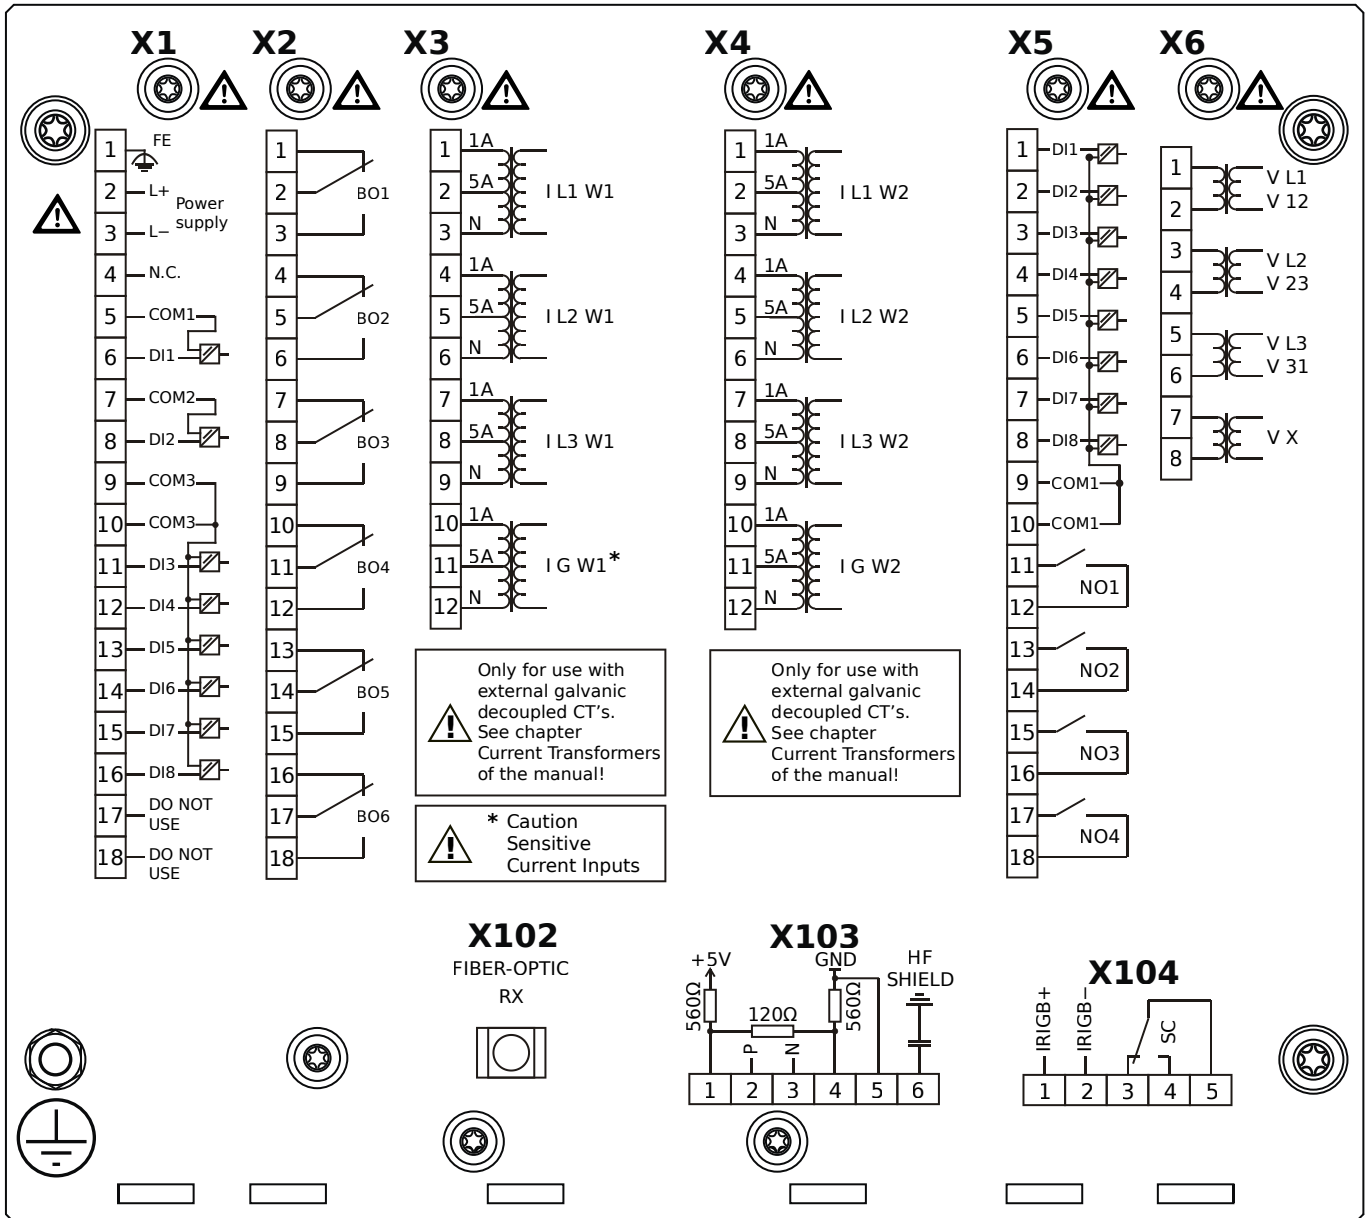 X1
X2
X3
X4
X5
X6
1 FE
2 L+
Power
supply
3 L–
4 N.C.
5 COM1
6 DI1
7 COM2
8 DI2
9 COM3
10 COM3
11 DI3
12 DI4
13 DI5
14 DI6
15 DI7
16 DI8
17 DO NOT
USE
18 DO NOT
USE
1
2 BO1
3
4
5 BO2
6
7
8 BO3
9
10
11 BO4
12
13
14 BO5
15
16
17 BO6
18
1 1A
2 5A I L1 W1
3 N
4 1A
5 5A I L2 W1
6 N
7 1A
8 5A I L3 W1
9 N
10 1A
11 5A I G W1*
12 N
Only for use with
external galvanic
decoupled CT's.
See chapter
Current Transformers
of the manual!
* Caution
Sensitive
Current Inputs
1 1A
2 5A I L1 W2
3 N
4 1A
5 5A I L2 W2
6 N
7 1A
8 5A I L3 W2
9 N
10 1A
11 5A I G W2
12 N
Only for use with
external galvanic
decoupled CT's.
See chapter
Current Transformers
of the manual!
1 DI1
2 DI2
3 DI3
4 DI4
5 DI5
6 DI6
7 DI7
8 DI8
9 COM1
10 COM1
11
NO1
12
13
NO2
14
15
NO3
16
17
NO4
18
1 V L1
2 V 12
3 V L2
4 V 23
5 V L3
6 V 31
7
V X
8
X102
FIBER-OPTIC
RX
X103
+5V GND HF
SHIELD
560Ω 120Ω 560Ω
P N
1 2 3 4 5 6
X104
IRIGB+ IRIGB– SC
1 2 3 4 5